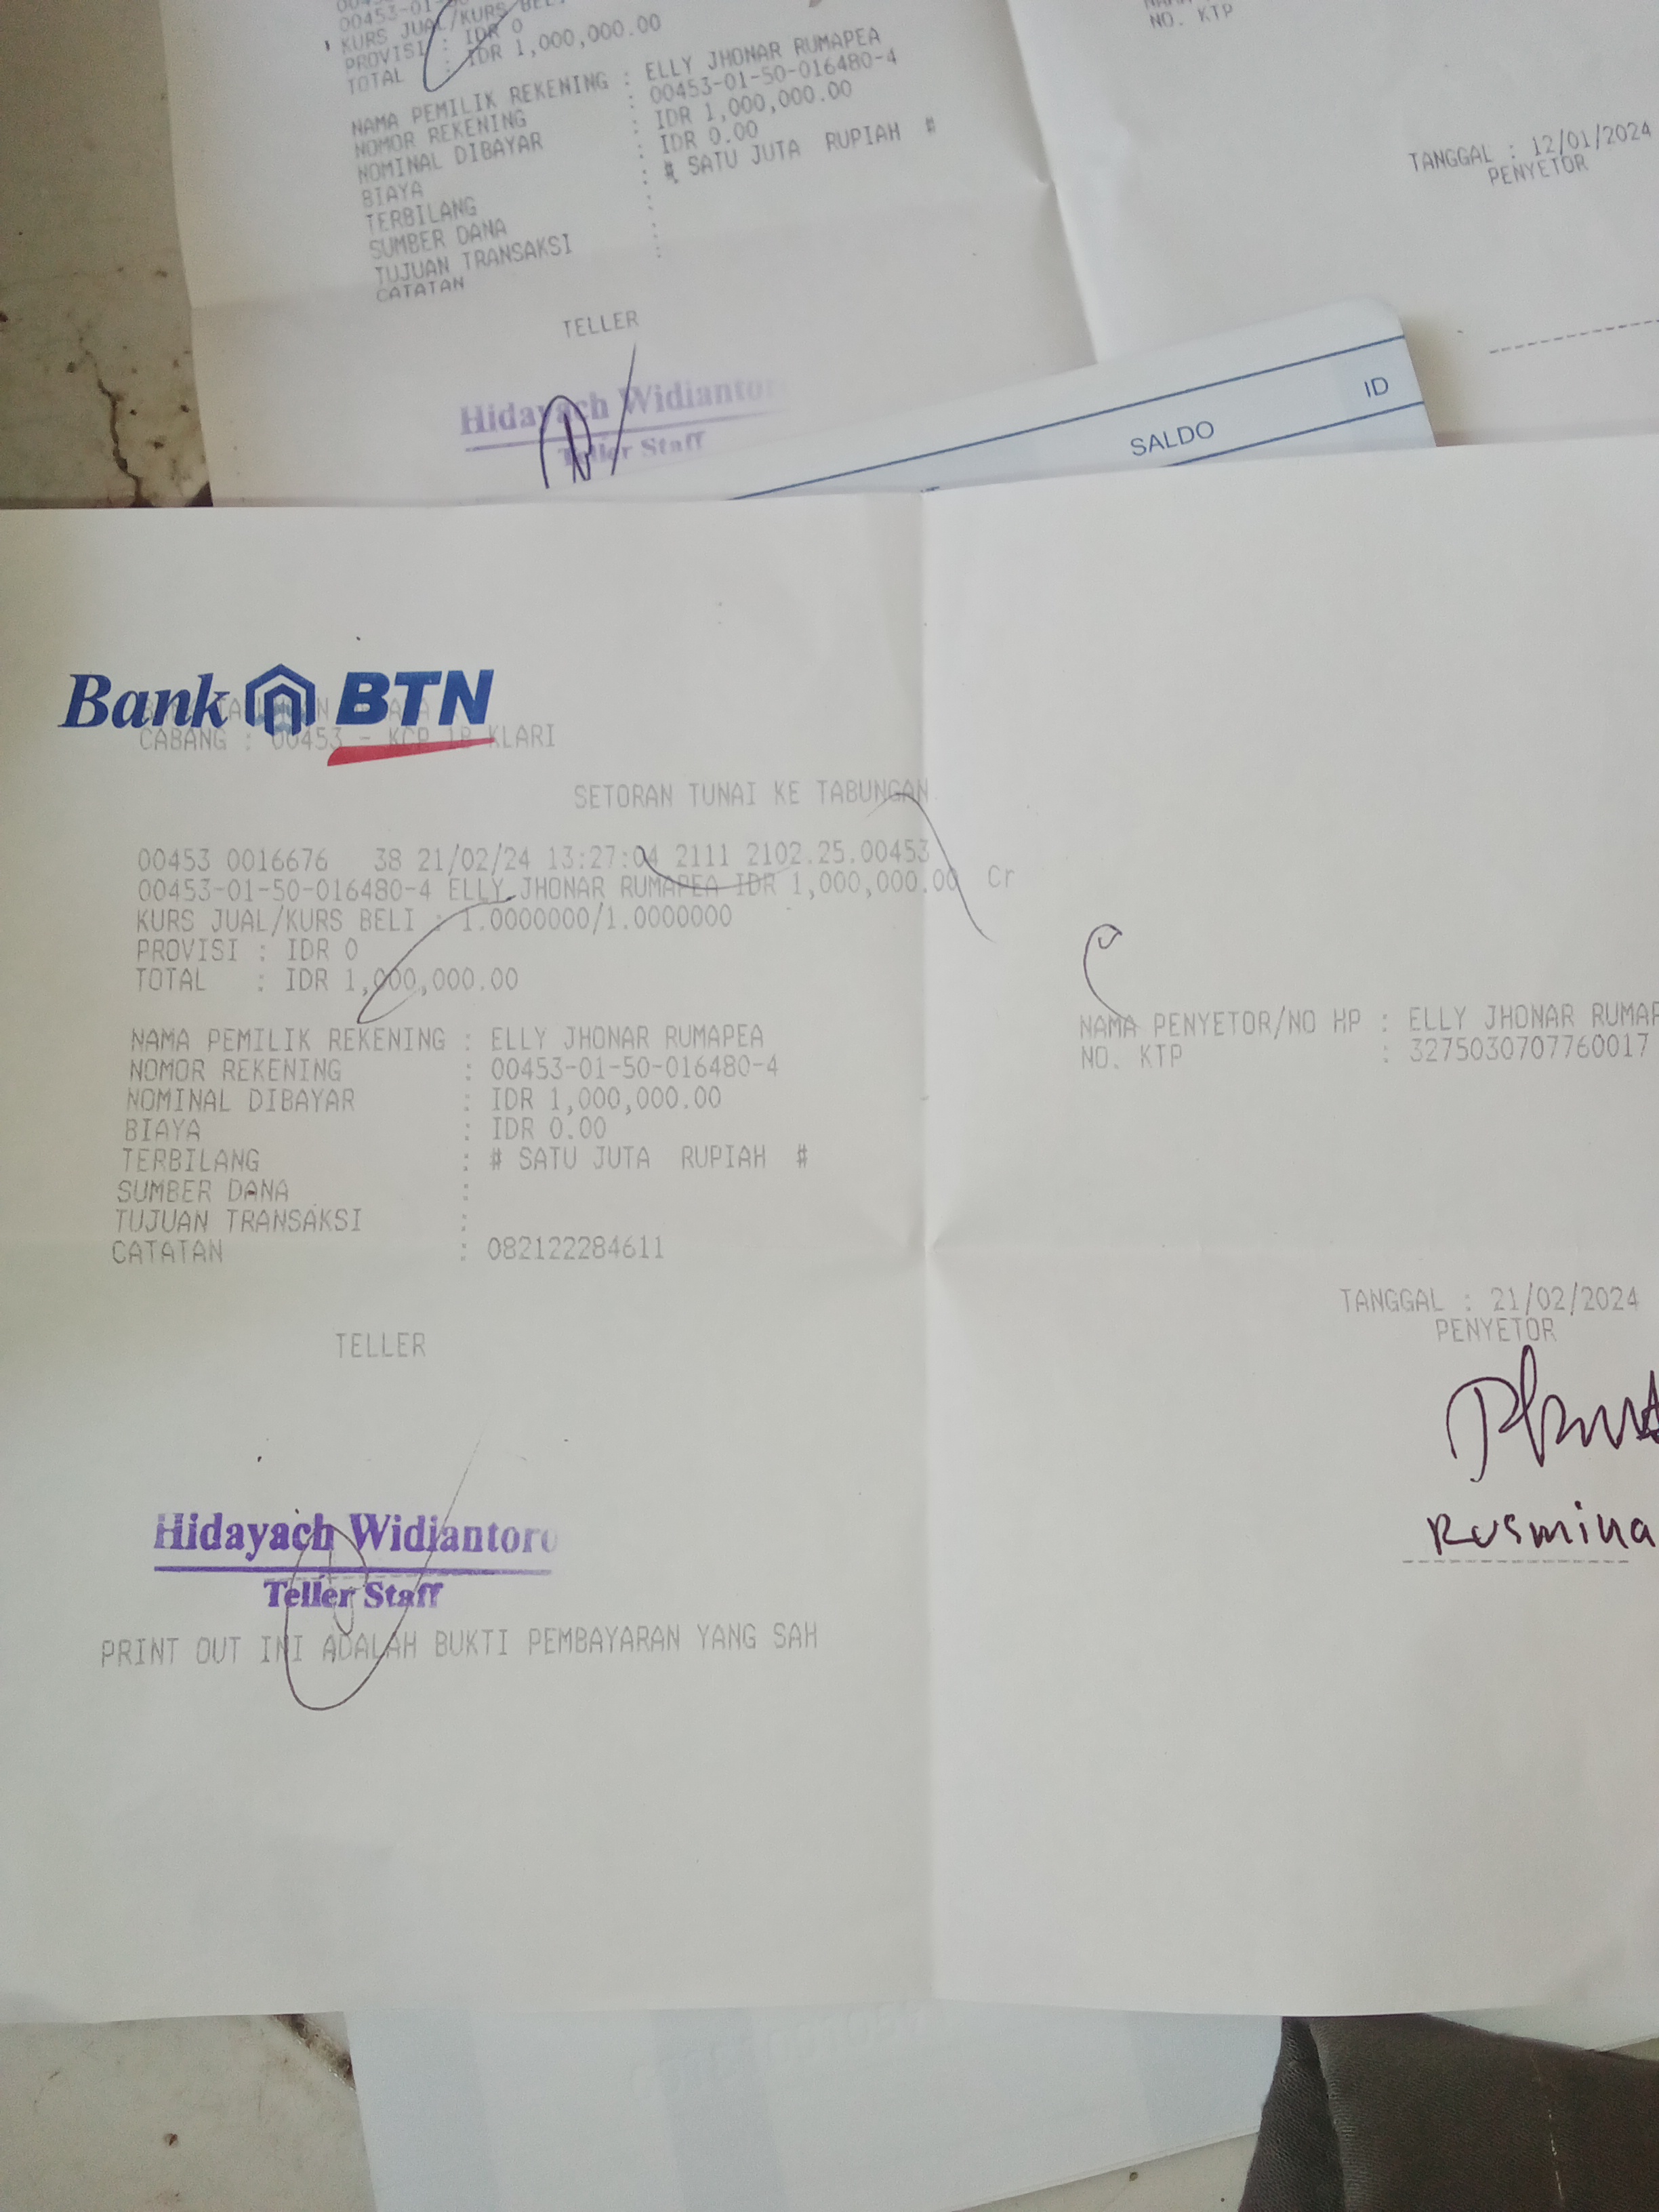 KURS JUAL/KURS BELI
PROVISI : IDR 0
TOTAL : IDR 1,000,000.00
NAMA PEMILIK REKENING : ELLY JHONAR RUMAPEA
NOMOR REKENING : 00453-01-50-016480-4
NOMINAL DIBAYAR : IDR 1,000,000.00
BIAYA : IDR 0.00
TERBILANG : # SATU JUTA RUPIAH #
SUMBER DANA :
TUJUAN TRANSAKSI :
CATATAN
NO. KTP
TANGGAL : 12/01/2024
PENYETOR
TELLER
Hidayach Widiantoro
Teller Staff
SALDO
ID
Bank BTN
CABANG : 00453 - KCP 1B KLARI
SETORAN TUNAI KE TABUNGAN
00453 0016676 38 21/02/24 13:27:04 2111 2102.25.00453
00453-01-50-016480-4 ELLY JHONAR RUMAPEA IDR 1,000,000.00 Cr
KURS JUAL/KURS BELI : 1.0000000/1.0000000
PROVISI : IDR 0
TOTAL : IDR 1,000,000.00
NAMA PEMILIK REKENING : ELLY JHONAR RUMAPEA
NOMOR REKENING : 00453-01-50-016480-4
NOMINAL DIBAYAR : IDR 1,000,000.00
BIAYA : IDR 0.00
TERBILANG : # SATU JUTA RUPIAH #
SUMBER DANA :
TUJUAN TRANSAKSI :
CATATAN : 082122284611
NAMA PENYETOR/NO HP : ELLY JHONAR RUMAP
NO. KTP : 3275030707760017
TANGGAL : 21/02/2024
PENYETOR
Rusmina
TELLER
Hidayach Widiantoro
Teller Staff
PRINT OUT INI ADALAH BUKTI PEMBAYARAN YANG SAH